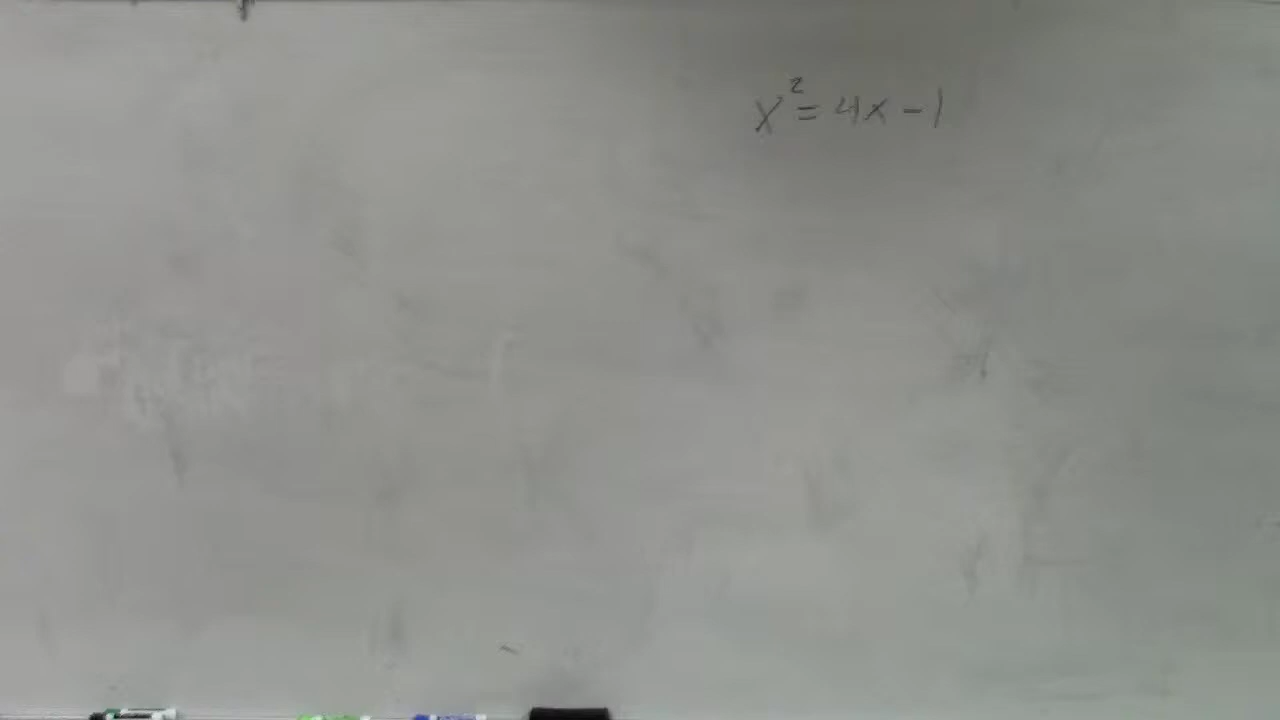 x² = 4x - 1